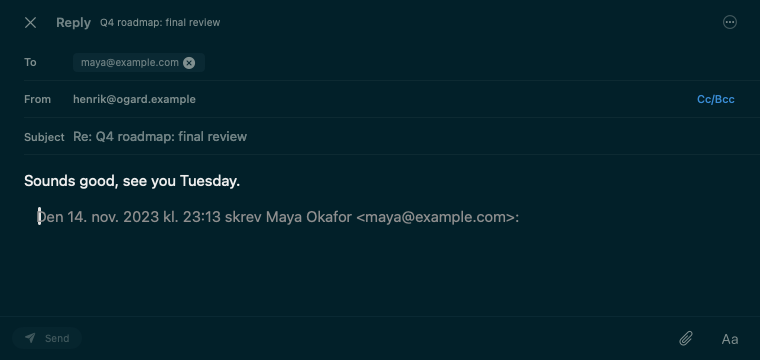 Reply Q4 roadmap: final review
To maya@example.com
From henrik@ogard.example Cc/Bcc
Subject Re: Q4 roadmap: final review
Sounds good, see you Tuesday.
Den 14. nov. 2023 kl. 23:13 skrev Maya Okafor <maya@example.com>:
Send Aa